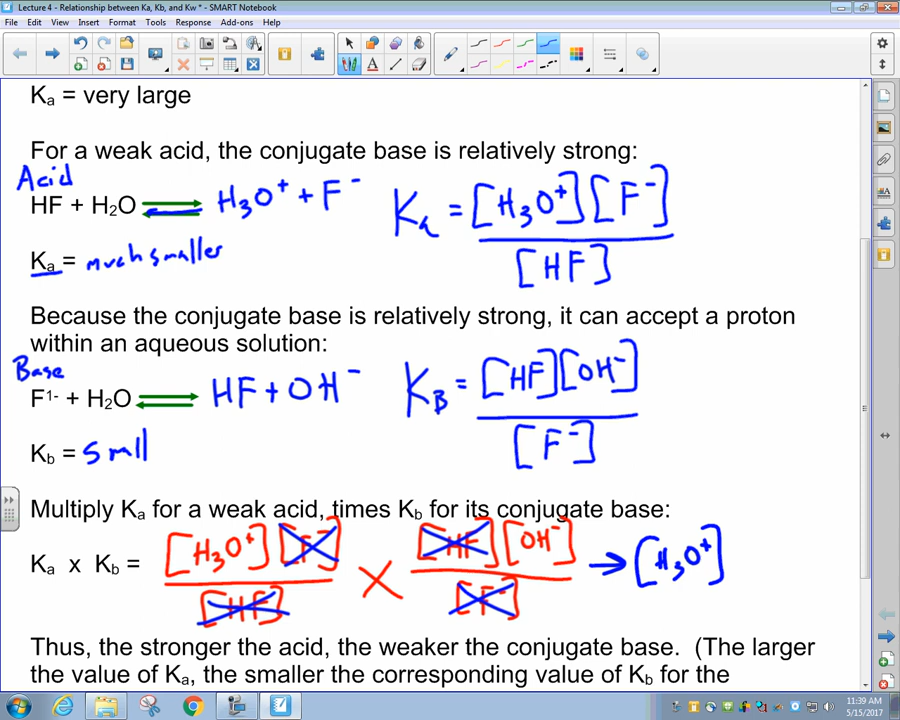 Lecture 4 - Relationship between Ka, Kb, and Kw * - SMART Notebook
File Edit View Insert Format Tools Response Add-ons Help
Kₐ = very large
For a weak acid, the conjugate base is relatively strong:
Acid
HF + H₂O ⇌ H₃O⁺ + F⁻ Kₐ = [H₃O⁺][F⁻] / [HF]
Kₐ = much smaller
Because the conjugate base is relatively strong, it can accept a proton
within an aqueous solution:
Base
F¹⁻ + H₂O ⇌ HF + OH⁻ K_B = [HF][OH⁻] / [F⁻]
K_b = small
Multiply Kₐ for a weak acid, times K_b for its conjugate base:
Kₐ x K_b = [H₃O⁺][F⁻] / [HF] × [HF][OH⁻] / [F⁻] → [H₃O⁺]
Thus, the stronger the acid, the weaker the conjugate base. (The larger
the value of Kₐ, the smaller the corresponding value of K_b for the
11:39 AM
5/15/2017